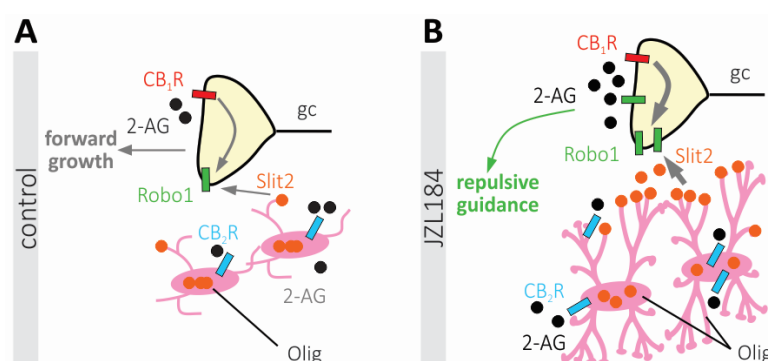 A
control
CB₁R
2-AG
gc
forward
growth
Robo1
Slit2
CB₂R
2-AG
Olig
B
JZL184
CB₁R
gc
2-AG
Robo1
Slit2
repulsive
guidance
CB₂R
2-AG
Olig